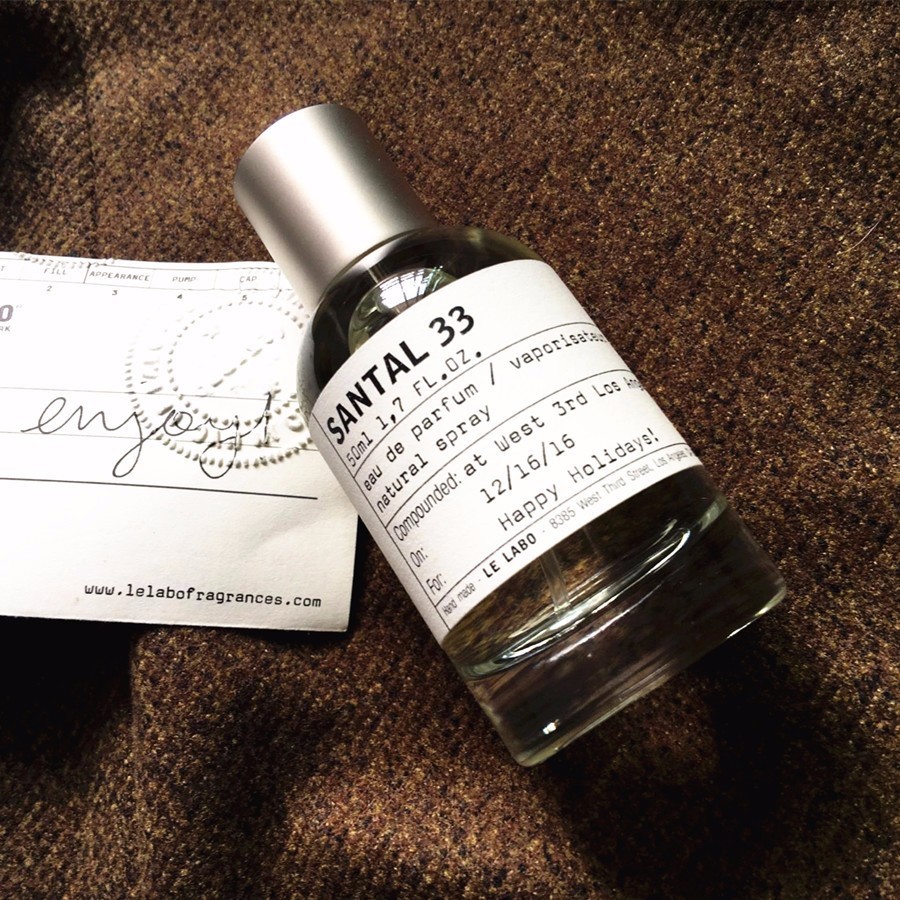 FILL APPEARANCE PUMP CAP
2 3 4 5
enjoy!
www.lelabofragrances.com
SANTAL 33
50ml 1,7 FL.OZ.
eau de parfum / vaporisateur
natural spray
Compounded: at West 3rd Los
On: 12/16/16
For: Happy Holidays!
Hand made · LE LABO · 8385 West Third Street, Los Angeles